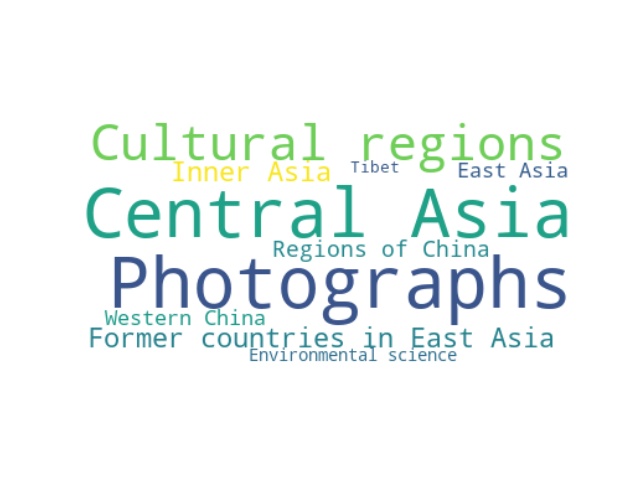 Cultural regions
Inner Asia
Tibet
East Asia
Central Asia
Regions of China
Photographs
Western China
Former countries in East Asia
Environmental science